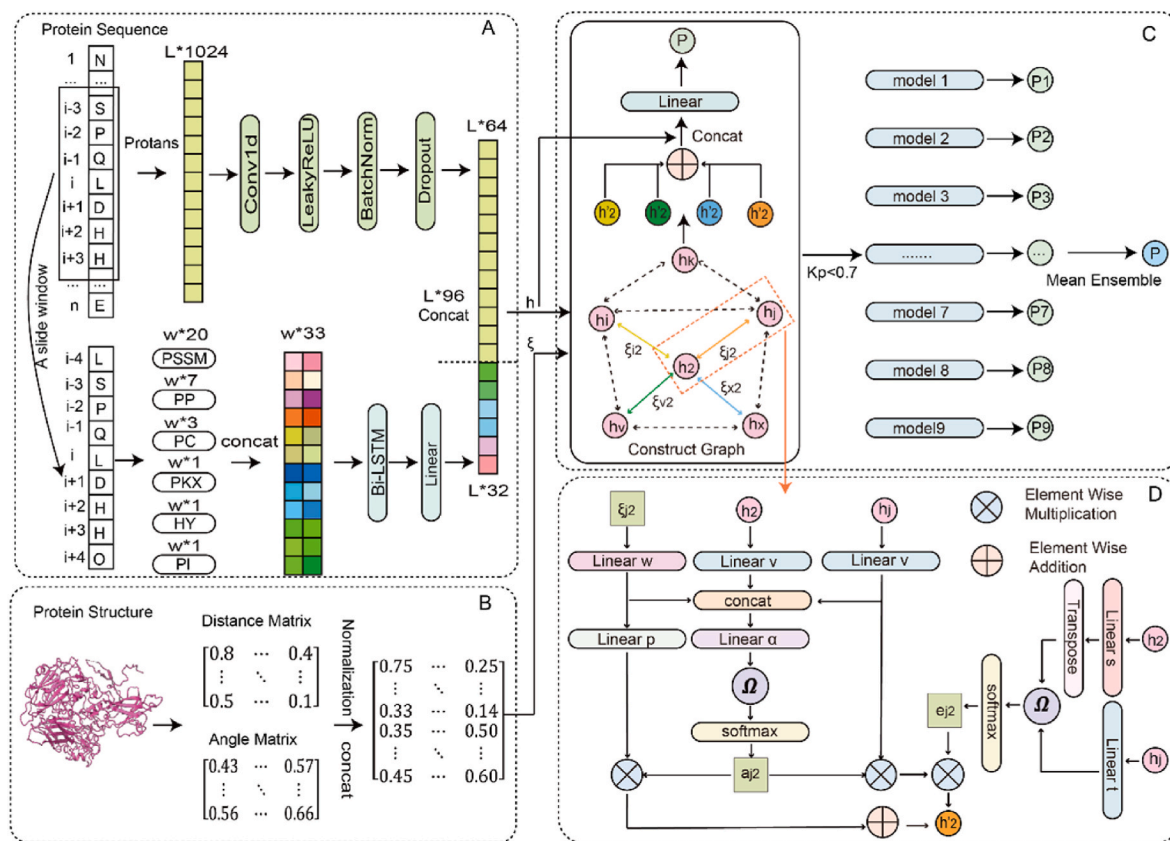 A
Protein Sequence
1 N
... ...
i-3 S
i-2 P
i-1 Q
i L
i+1 D
i+2 H
i+3 H
... ...
n E
A slide window
Protans
L*1024
Conv1d
LeakyReLU
BatchNorm
Dropout
L*64
L*96
Concat
L*32
i-4 L
i-3 S
i-2 P
i-1 Q
i L
i+1 D
i+2 H
i+3 H
i+4 O
w*20
PSSM
w*7
PP
w*3
PC
w*1
PKX
w*1
HY
w*1
PI
concat
w*33
Bi-LSTM
Linear
h
ξ
B
Protein Structure
Distance Matrix
0.8 ... 0.4
⋮ ⋱ ⋮
0.5 ... 0.1
Angle Matrix
0.43 ... 0.57
⋮ ⋱ ⋮
0.56 ... 0.66
Normalization
concat
0.75 ... 0.25
⋮ ⋱ ⋮
0.33 ... 0.14
0.35 ... 0.50
⋮ ⋱ ⋮
0.45 ... 0.60
C
P
Linear
Concat
h'2 h'2 h'2 h'2
hk
hi
hj
ξi2
ξj2
h2
ξv2
ξx2
hv
hx
Construct Graph
Kp<0.7
model 1 P1
model 2 P2
model 3 P3
....... ...
model 7 P7
model 8 P8
model9 P9
P
Mean Ensemble
D
ξj2 h2 hj
Linear w Linear v Linear v
concat
Linear p Linear α
Ω
softmax
aj2
Element Wise
Multiplication
Element Wise
Addition
ej2
softmax
Ω
Transpose
Linear s
h2
Linear t
hj
h'2